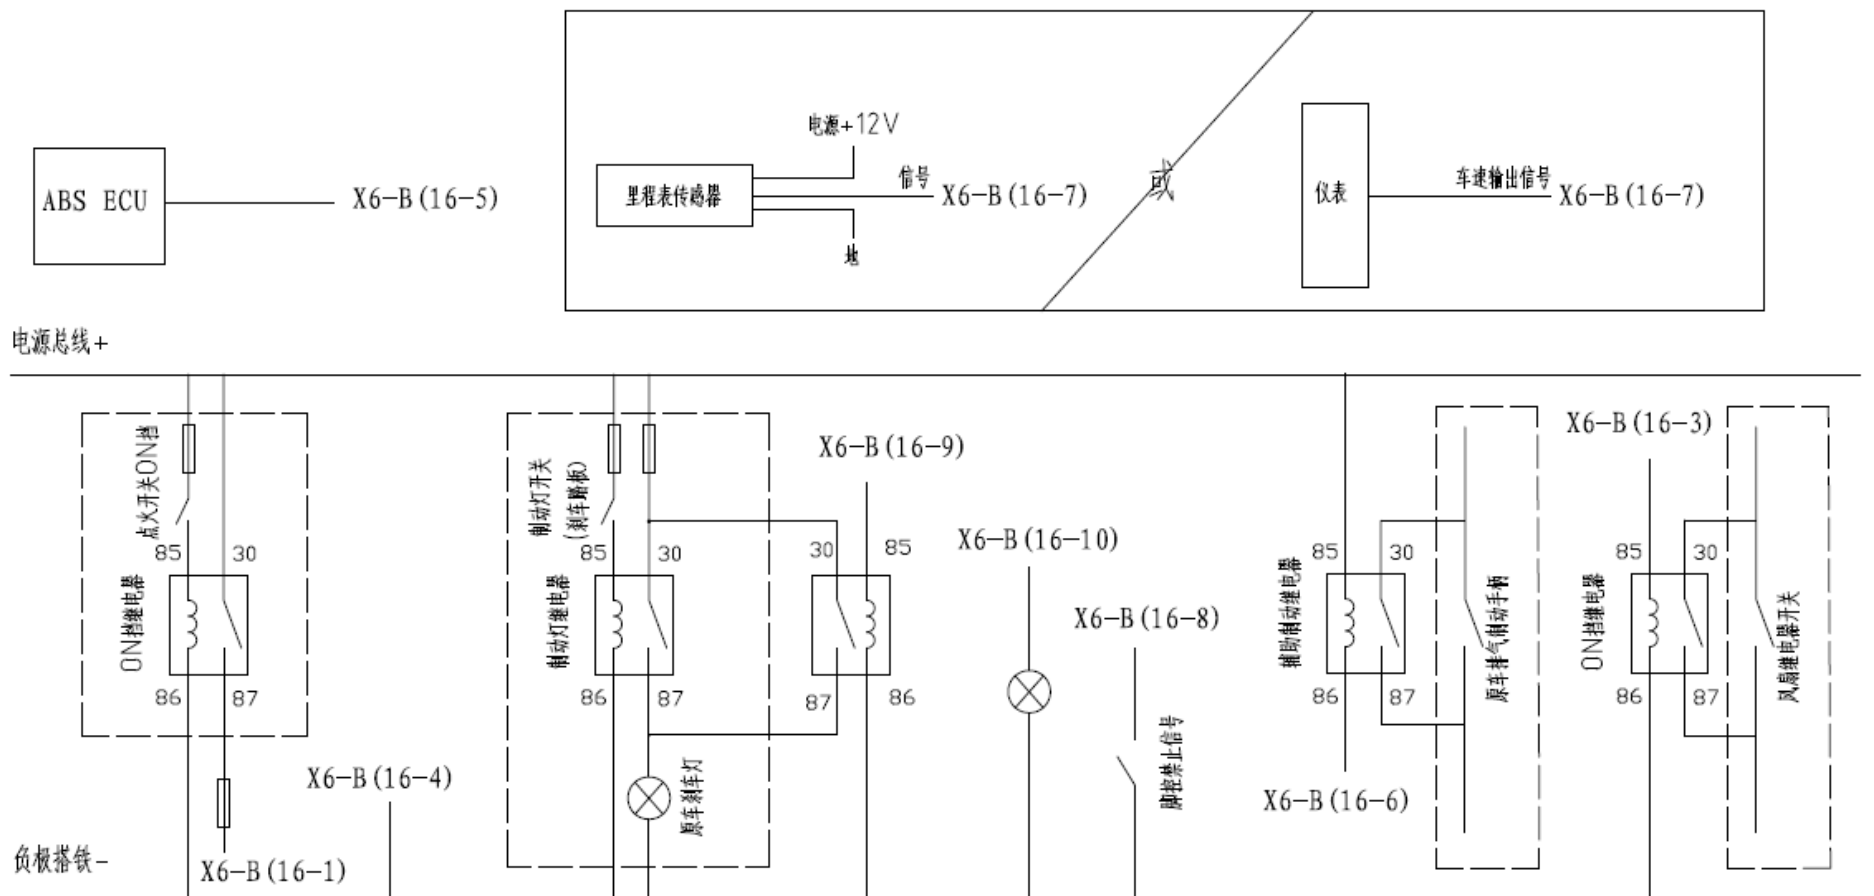 电源+12V
ABS ECU
X6-B(16-5)
里程表传感器
信号
X6-B(16-7)
地
或
仪表
车速输出信号
X6-B(16-7)
电源总线+
点火开关ON挡
85
30
ON挡继电器
86
87
X6-B(16-1)
X6-B(16-4)
制动灯开关
(刹车踏板)
85
30
制动灯继电器
86
87
原车刹车灯
X6-B(16-9)
30
85
87
86
X6-B(16-10)
X6-B(16-8)
脚控禁止信号
85
30
辅助制动继电器
86
87
X6-B(16-6)
原车排气制动手柄
X6-B(16-3)
85
30
ON挡继电器
86
87
风扇继电器开关
负极搭铁-